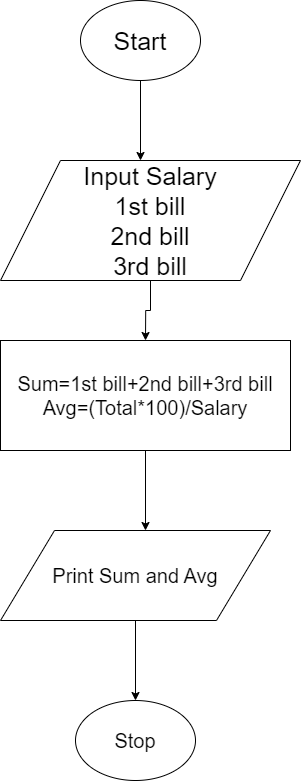 Start
Input Salary
1st bill
2nd bill
3rd bill
Sum=1st bill+2nd bill+3rd bill
Avg=(Total*100)/Salary
Print Sum and Avg
Stop